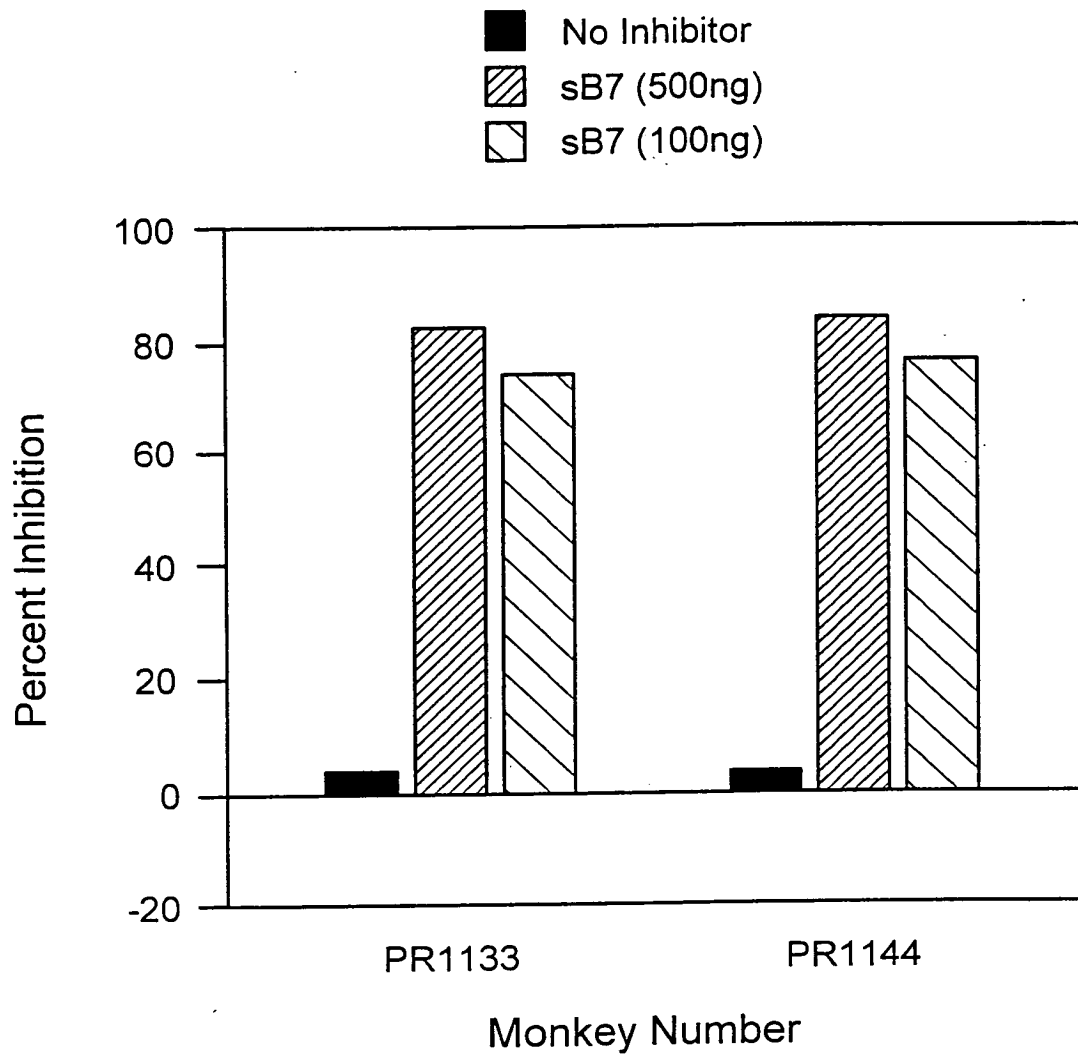 No Inhibitor
sB7 (500ng)
sB7 (100ng)
100
80
60
40
20
0
-20
Percent Inhibition
PR1133 PR1144
Monkey Number